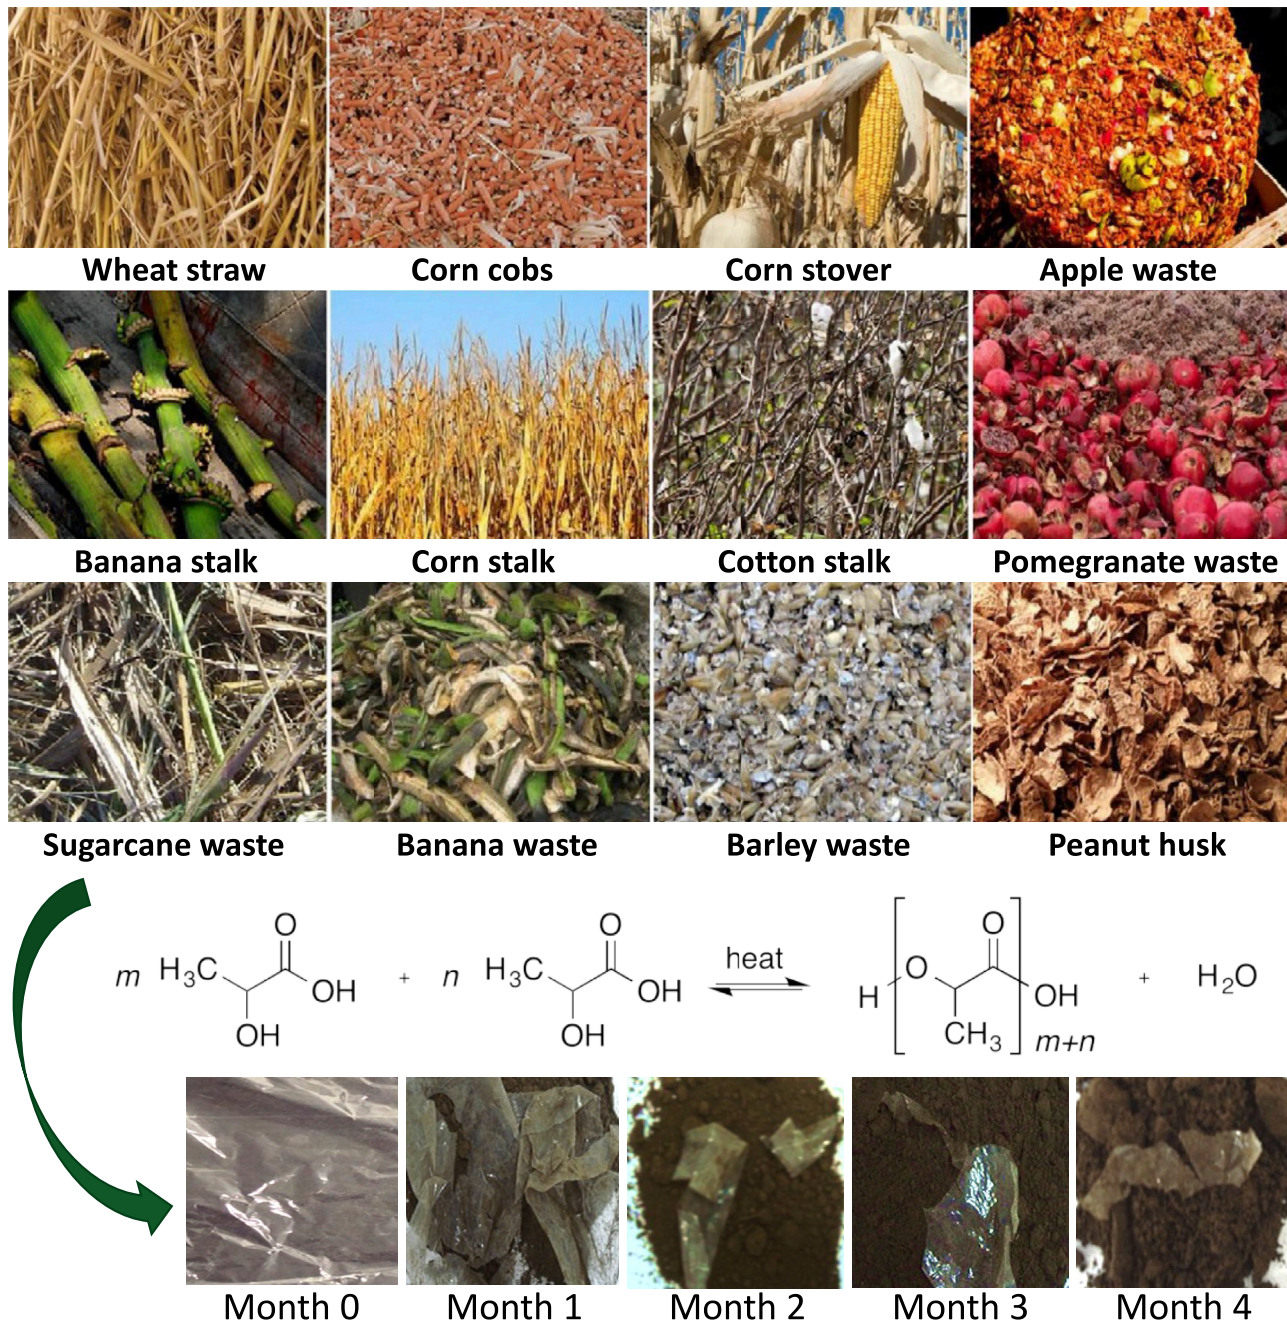 Wheat straw
Corn cobs
Corn stover
Apple waste
Banana stalk
Corn stalk
Cotton stalk
Pomegranate waste
Sugarcane waste
Banana waste
Barley waste
Peanut husk
m H₃C O OH OH + n H₃C O OH OH heat H O O CH₃ OH m+n + H₂O
Month 0
Month 1
Month 2
Month 3
Month 4